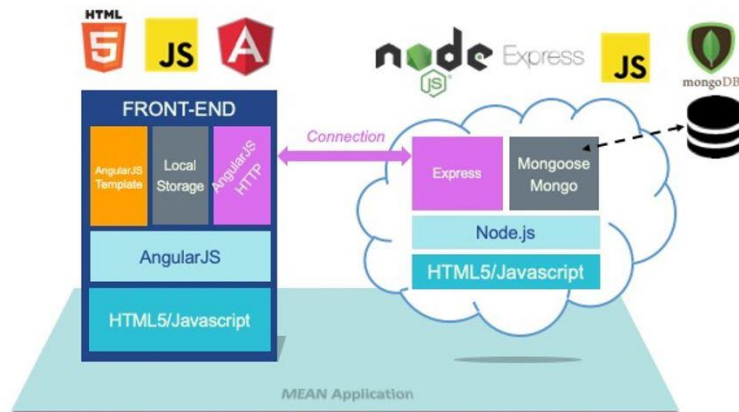 HTML
5
JS
A
node
JS
Express
JS
mongoDB
FRONT-END
AngularJS
Template
Local
Storage
AngularJS
HTTP
Connection
Express
Mongoose
Mongo
AngularJS
Node.js
HTML5/Javascript
HTML5/Javascript
MEAN Application